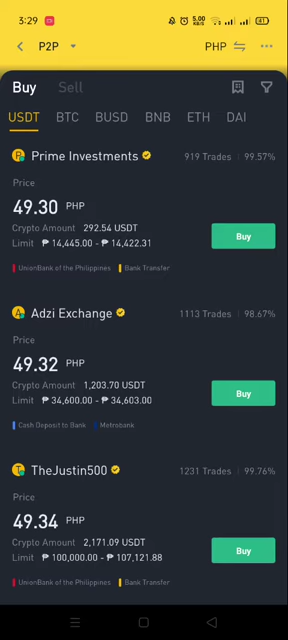 3:29
5.00 KB/S
41
P2P
PHP
Buy Sell
USDT BTC BUSD BNB ETH DAI
Prime Investments 919 Trades 99.57%
Price
49.30 PHP
Crypto Amount 292.54 USDT
Limit ₱ 14,445.00 - ₱ 14,422.31
Buy
UnionBank of the Philippines Bank Transfer
Adzi Exchange 1113 Trades 98.67%
Price
49.32 PHP
Crypto Amount 1,203.70 USDT
Limit ₱ 34,600.00 - ₱ 34,603.00
Buy
Cash Deposit to Bank Metrobank
TheJustin500 1231 Trades 99.76%
Price
49.34 PHP
Crypto Amount 2,171.09 USDT
Limit ₱ 100,000.00 - ₱ 107,121.88
Buy
UnionBank of the Philippines Bank Transfer